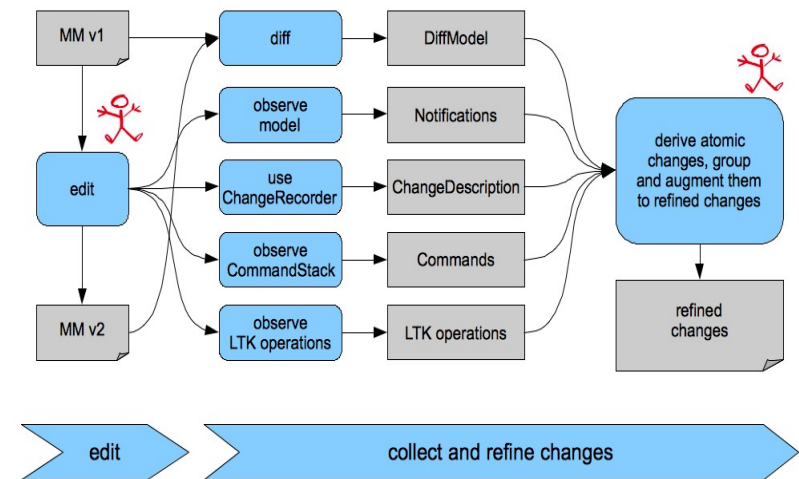 MM v1
diff
DiffModel
observe
model
Notifications
edit
use
ChangeRecorder
ChangeDescription
derive atomic
changes, group
and augment them
to refined changes
observe
CommandStack
Commands
MM v2
observe
LTK operations
LTK operations
refined
changes
edit
collect and refine changes